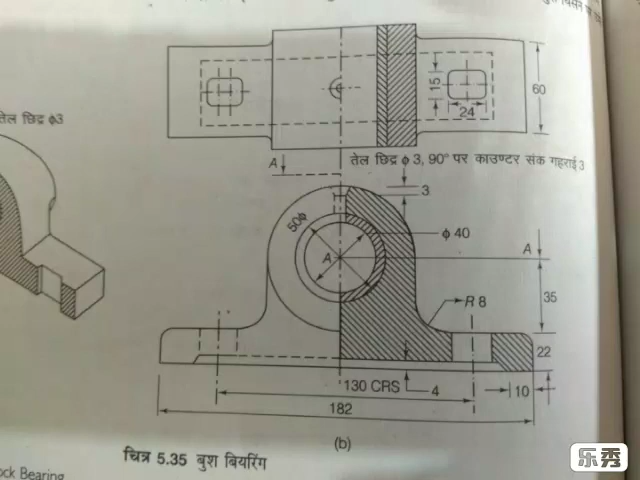 तेल छिद्र ϕ3
15
24
60
तेल छिद्र ϕ 3, 90° पर काउण्टर संक गहराई 3
A
3
50ϕ
ϕ 40
A
A
R 8
35
22
130 CRS
4
10
182
(b)
चित्र 5.35 बुश बियरिंग
ock Bearing
乐秀